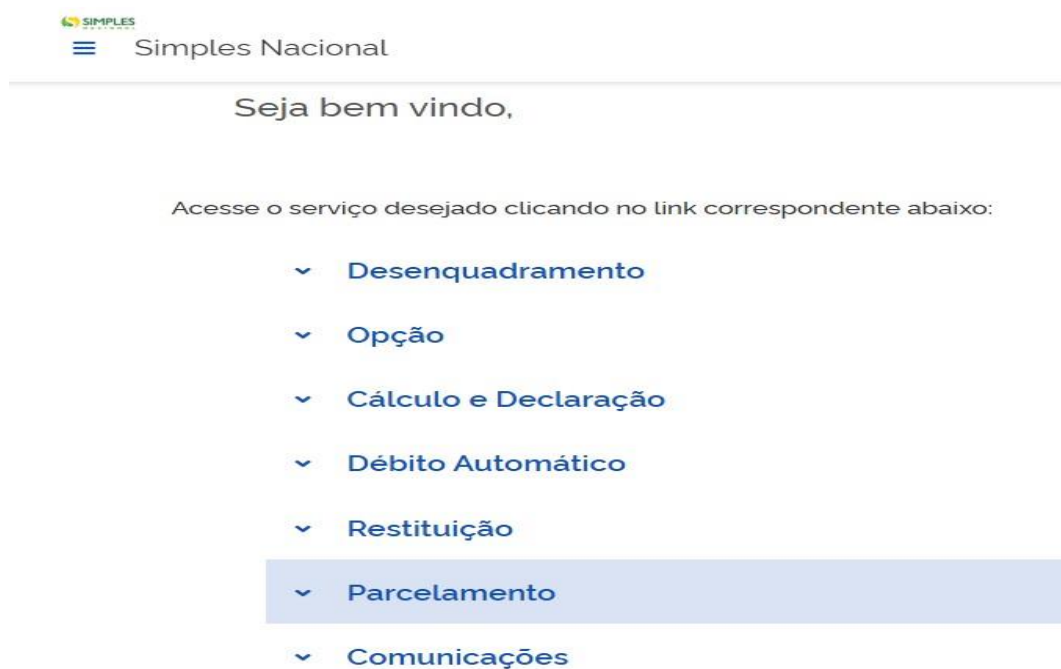 SIMPLES
NACIONAL
Simples Nacional
Seja bem vindo,
Acesse o serviço desejado clicando no link correspondente abaixo:
Desenquadramento
Opção
Cálculo e Declaração
Débito Automático
Restituição
Parcelamento
Comunicações